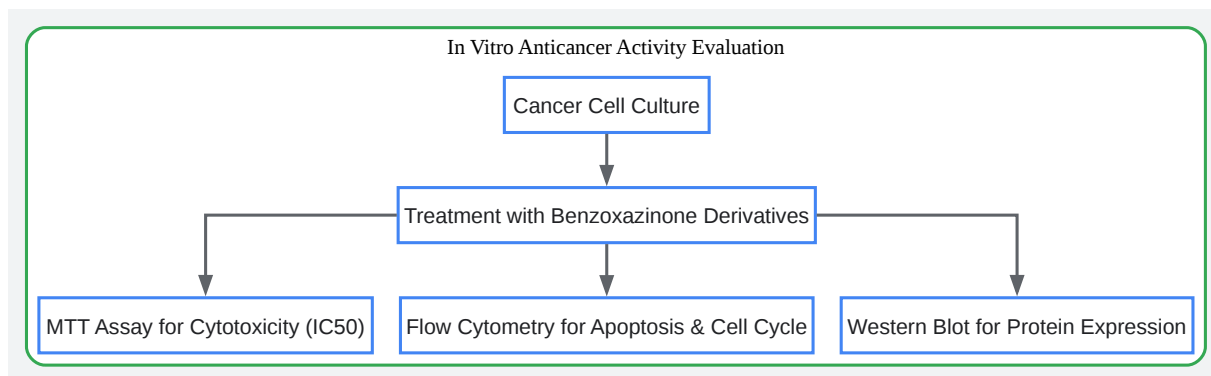 In Vitro Anticancer Activity Evaluation
Cancer Cell Culture
Treatment with Benzoxazinone Derivatives
MTT Assay for Cytotoxicity (IC50)
Flow Cytometry for Apoptosis & Cell Cycle
Western Blot for Protein Expression